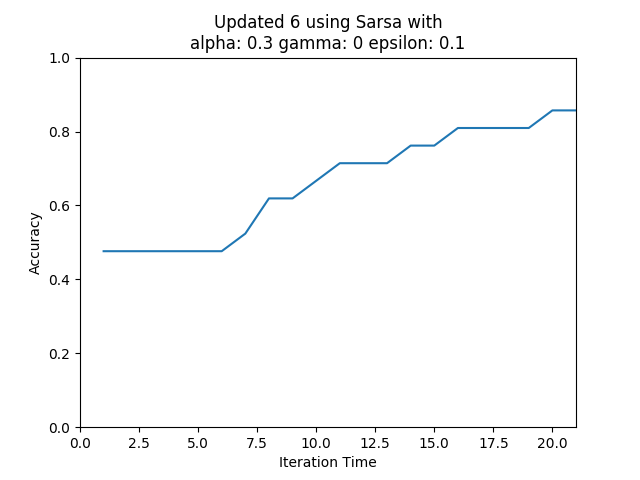 Updated 6 using Sarsa with
alpha: 0.3 gamma: 0 epsilon: 0.1
1.0
0.8
0.6
0.4
0.2
0.0
Accuracy
0.0 2.5 5.0 7.5 10.0 12.5 15.0 17.5 20.0
Iteration Time